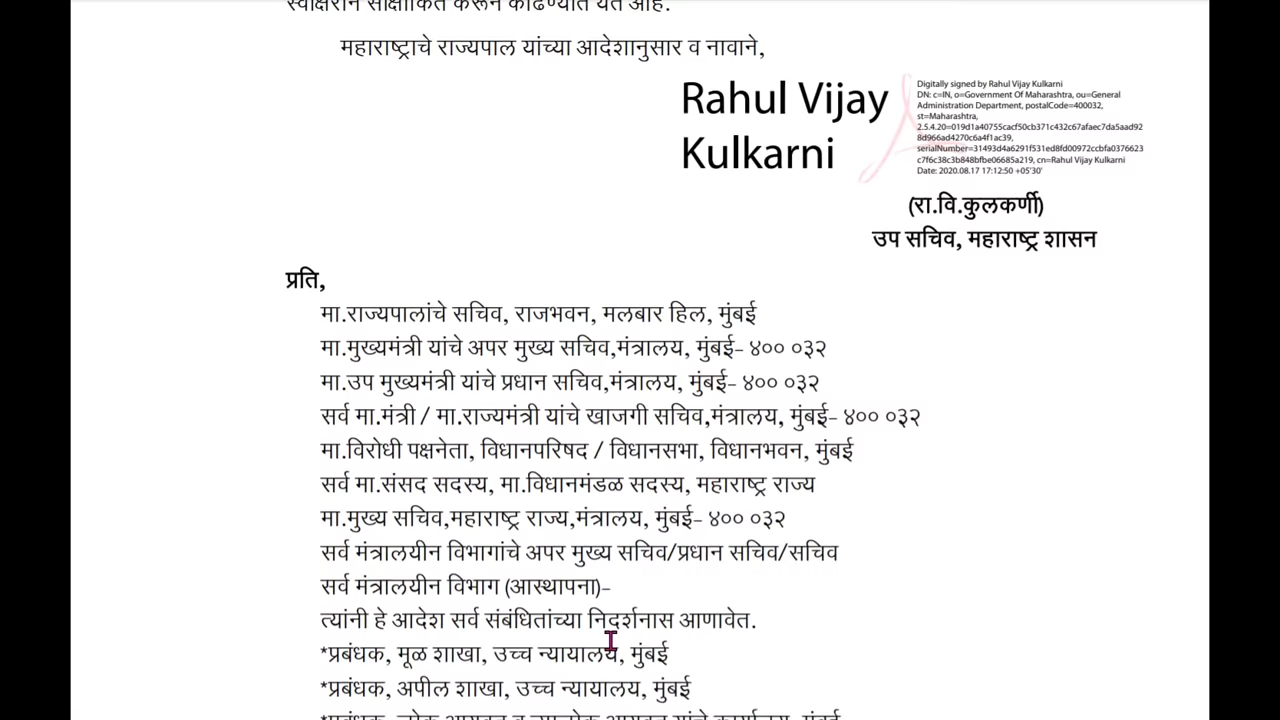 स्वाक्षरीने साक्षांकित करून काढण्यात येत आहे.
महाराष्ट्राचे राज्यपाल यांच्या आदेशानुसार व नावाने,
Rahul Vijay
Kulkarni
Digitally signed by Rahul Vijay Kulkarni
DN: c=IN, o=Government Of Maharashtra, ou=General
Administration Department, postalCode=400032,
st=Maharashtra,
2.5.4.20=019d1a40755cacf50cb371c432c67afaec7da5aad92
8d966ad4270c6a4f1ac39,
serialNumber=31493d4a6291f531ed8fd00972ccbfa0376623
c7f6c38c3b848bfbe06685a219, cn=Rahul Vijay Kulkarni
Date: 2020.08.17 17:12:50 +05'30'
(रा.वि.कुलकर्णी)
उप सचिव, महाराष्ट्र शासन
प्रति,
मा.राज्यपालांचे सचिव, राजभवन, मलबार हिल, मुंबई
मा.मुख्यमंत्री यांचे अपर मुख्य सचिव,मंत्रालय, मुंबई- ४०० ०३२
मा.उप मुख्यमंत्री यांचे प्रधान सचिव,मंत्रालय, मुंबई- ४०० ०३२
सर्व मा.मंत्री / मा.राज्यमंत्री यांचे खाजगी सचिव,मंत्रालय, मुंबई- ४०० ०३२
मा.विरोधी पक्षनेता, विधानपरिषद / विधानसभा, विधानभवन, मुंबई
सर्व मा.संसद सदस्य, मा.विधानमंडळ सदस्य, महाराष्ट्र राज्य
मा.मुख्य सचिव,महाराष्ट्र राज्य,मंत्रालय, मुंबई- ४०० ०३२
सर्व मंत्रालयीन विभागांचे अपर मुख्य सचिव/प्रधान सचिव/सचिव
सर्व मंत्रालयीन विभाग (आस्थापना)-
त्यांनी हे आदेश सर्व संबंधितांच्या निदर्शनास आणावेत.
*प्रबंधक, मूळ शाखा, उच्च न्यायालय, मुंबई
*प्रबंधक, अपील शाखा, उच्च न्यायालय, मुंबई